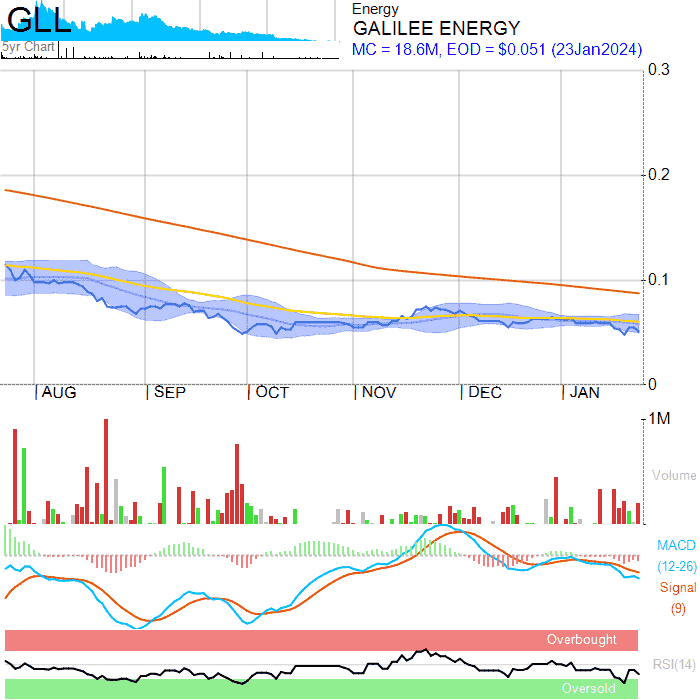 GLL
5yr Chart
Energy
GALILEE ENERGY
MC = 18.6M, EOD = $0.051 (23Jan2024)
0.3
0.2
0.1
0
AUG SEP OCT NOV DEC JAN
1M
Volume
MACD
(12-26)
Signal
(9)
Overbought
RSI(14)
Oversold